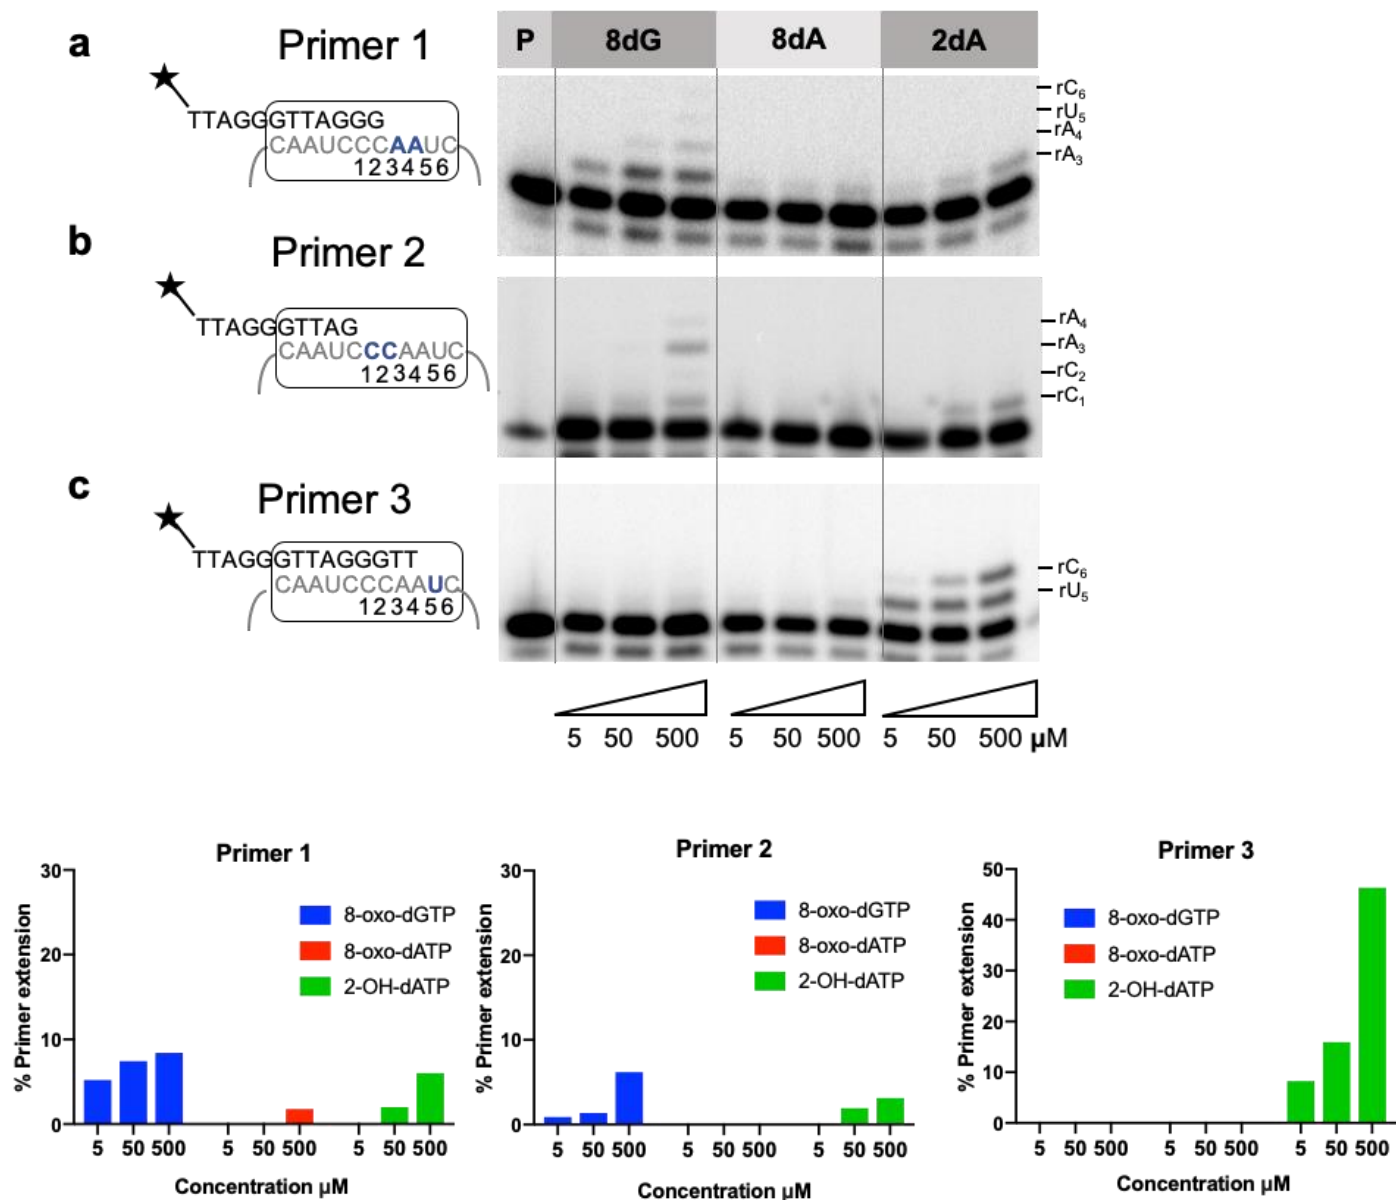 a
Primer 1
TTAGGGTTAGGG
CAAUCCCAAUC
123456
P 8dG 8dA 2dA
rC6
rU5
rA4
rA3
b
Primer 2
TTAGGGTTAG
CAAUCCCAAUC
123456
rA4
rA3
rC2
rC1
c
Primer 3
TTAGGGTTAGGGTT
CAAUCCCAAUC
123456
rC6
rU5
5 50 500 5 50 500 5 50 500 µM
Primer 1
% Primer extension
30
20
10
0
8-oxo-dGTP
8-oxo-dATP
2-OH-dATP
5 50 500 5 50 500 5 50 500
Concentration µM
Primer 2
% Primer extension
30
20
10
0
8-oxo-dGTP
8-oxo-dATP
2-OH-dATP
5 50 500 5 50 500 5 50 500
Concentration µM
Primer 3
% Primer extension
50
40
30
20
10
0
8-oxo-dGTP
8-oxo-dATP
2-OH-dATP
5 50 500 5 50 500 5 50 500
Concentration µM